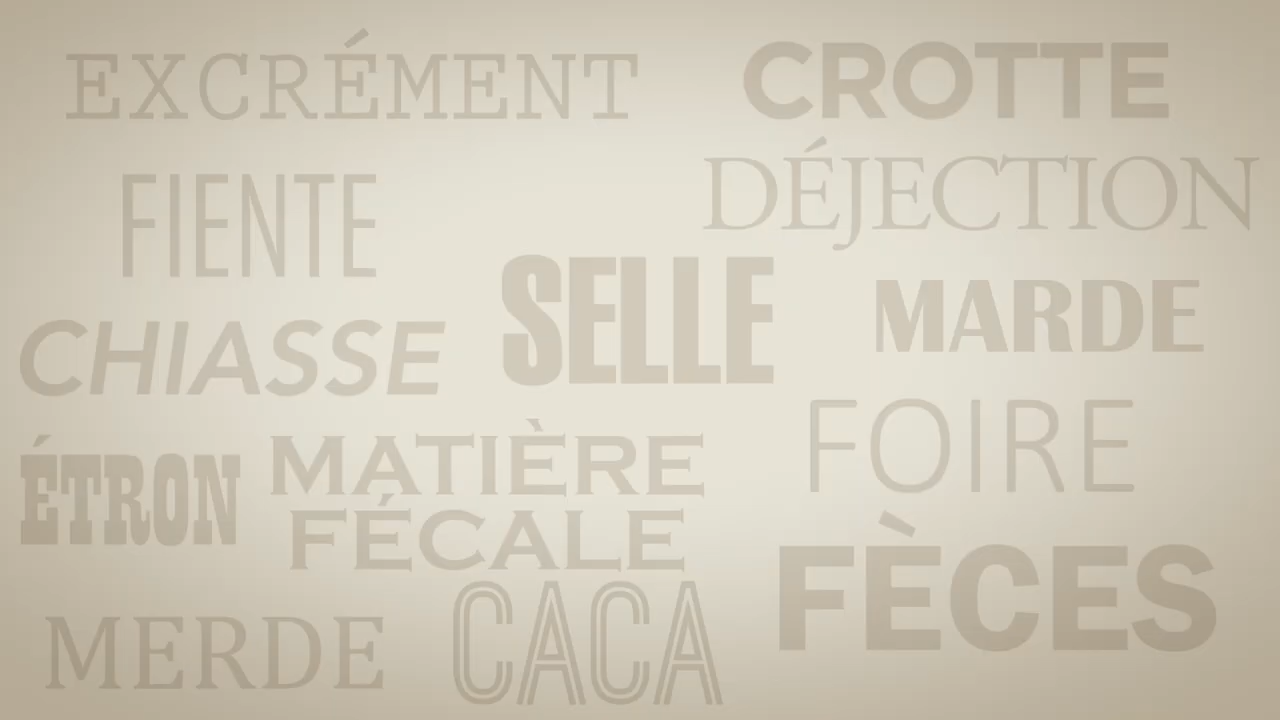 EXCRÉMENT
CROTTE
DÉJECTION
FIENTE
SELLE
MARDE
CHIASSE
FOIRE
ÉTRON
MATIÈRE
FÉCALE
FÈCES
CACA
MERDE